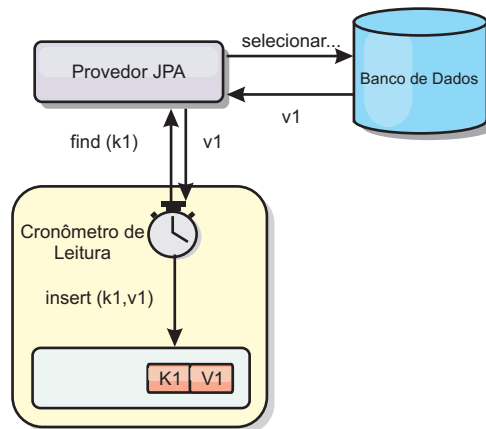 selecionar...
Provedor JPA
Banco de Dados
v1
find (k1)
v1
Cronômetro de
Leitura
insert (k1,v1)
K1 V1